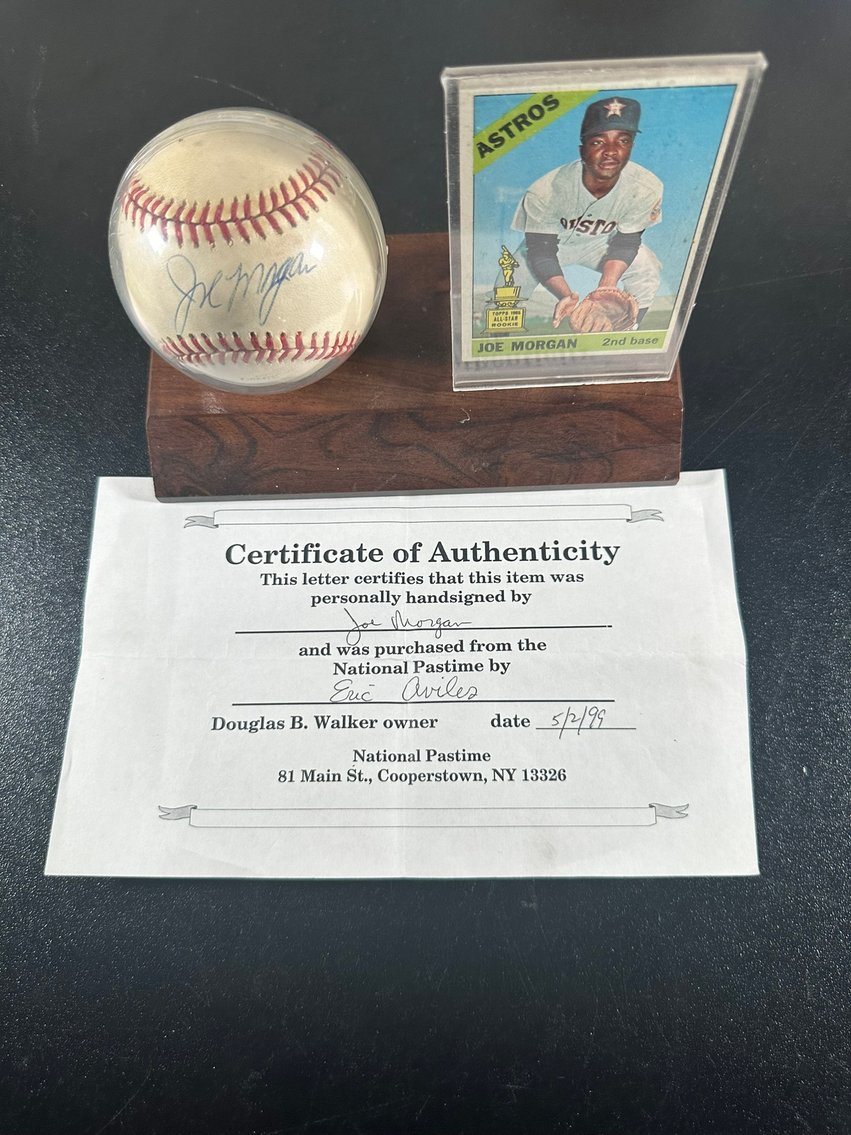 Joe Morgan
ASTROS
TOPPS 1965
ALL-STAR
ROOKIE
JOE MORGAN 2nd base
Certificate of Authenticity
This letter certifies that this item was
personally handsigned by
Joe Morgan
and was purchased from the
National Pastime by
Eric Aviles
Douglas B. Walker owner date 5/2/99
National Pastime
81 Main St., Cooperstown, NY 13326